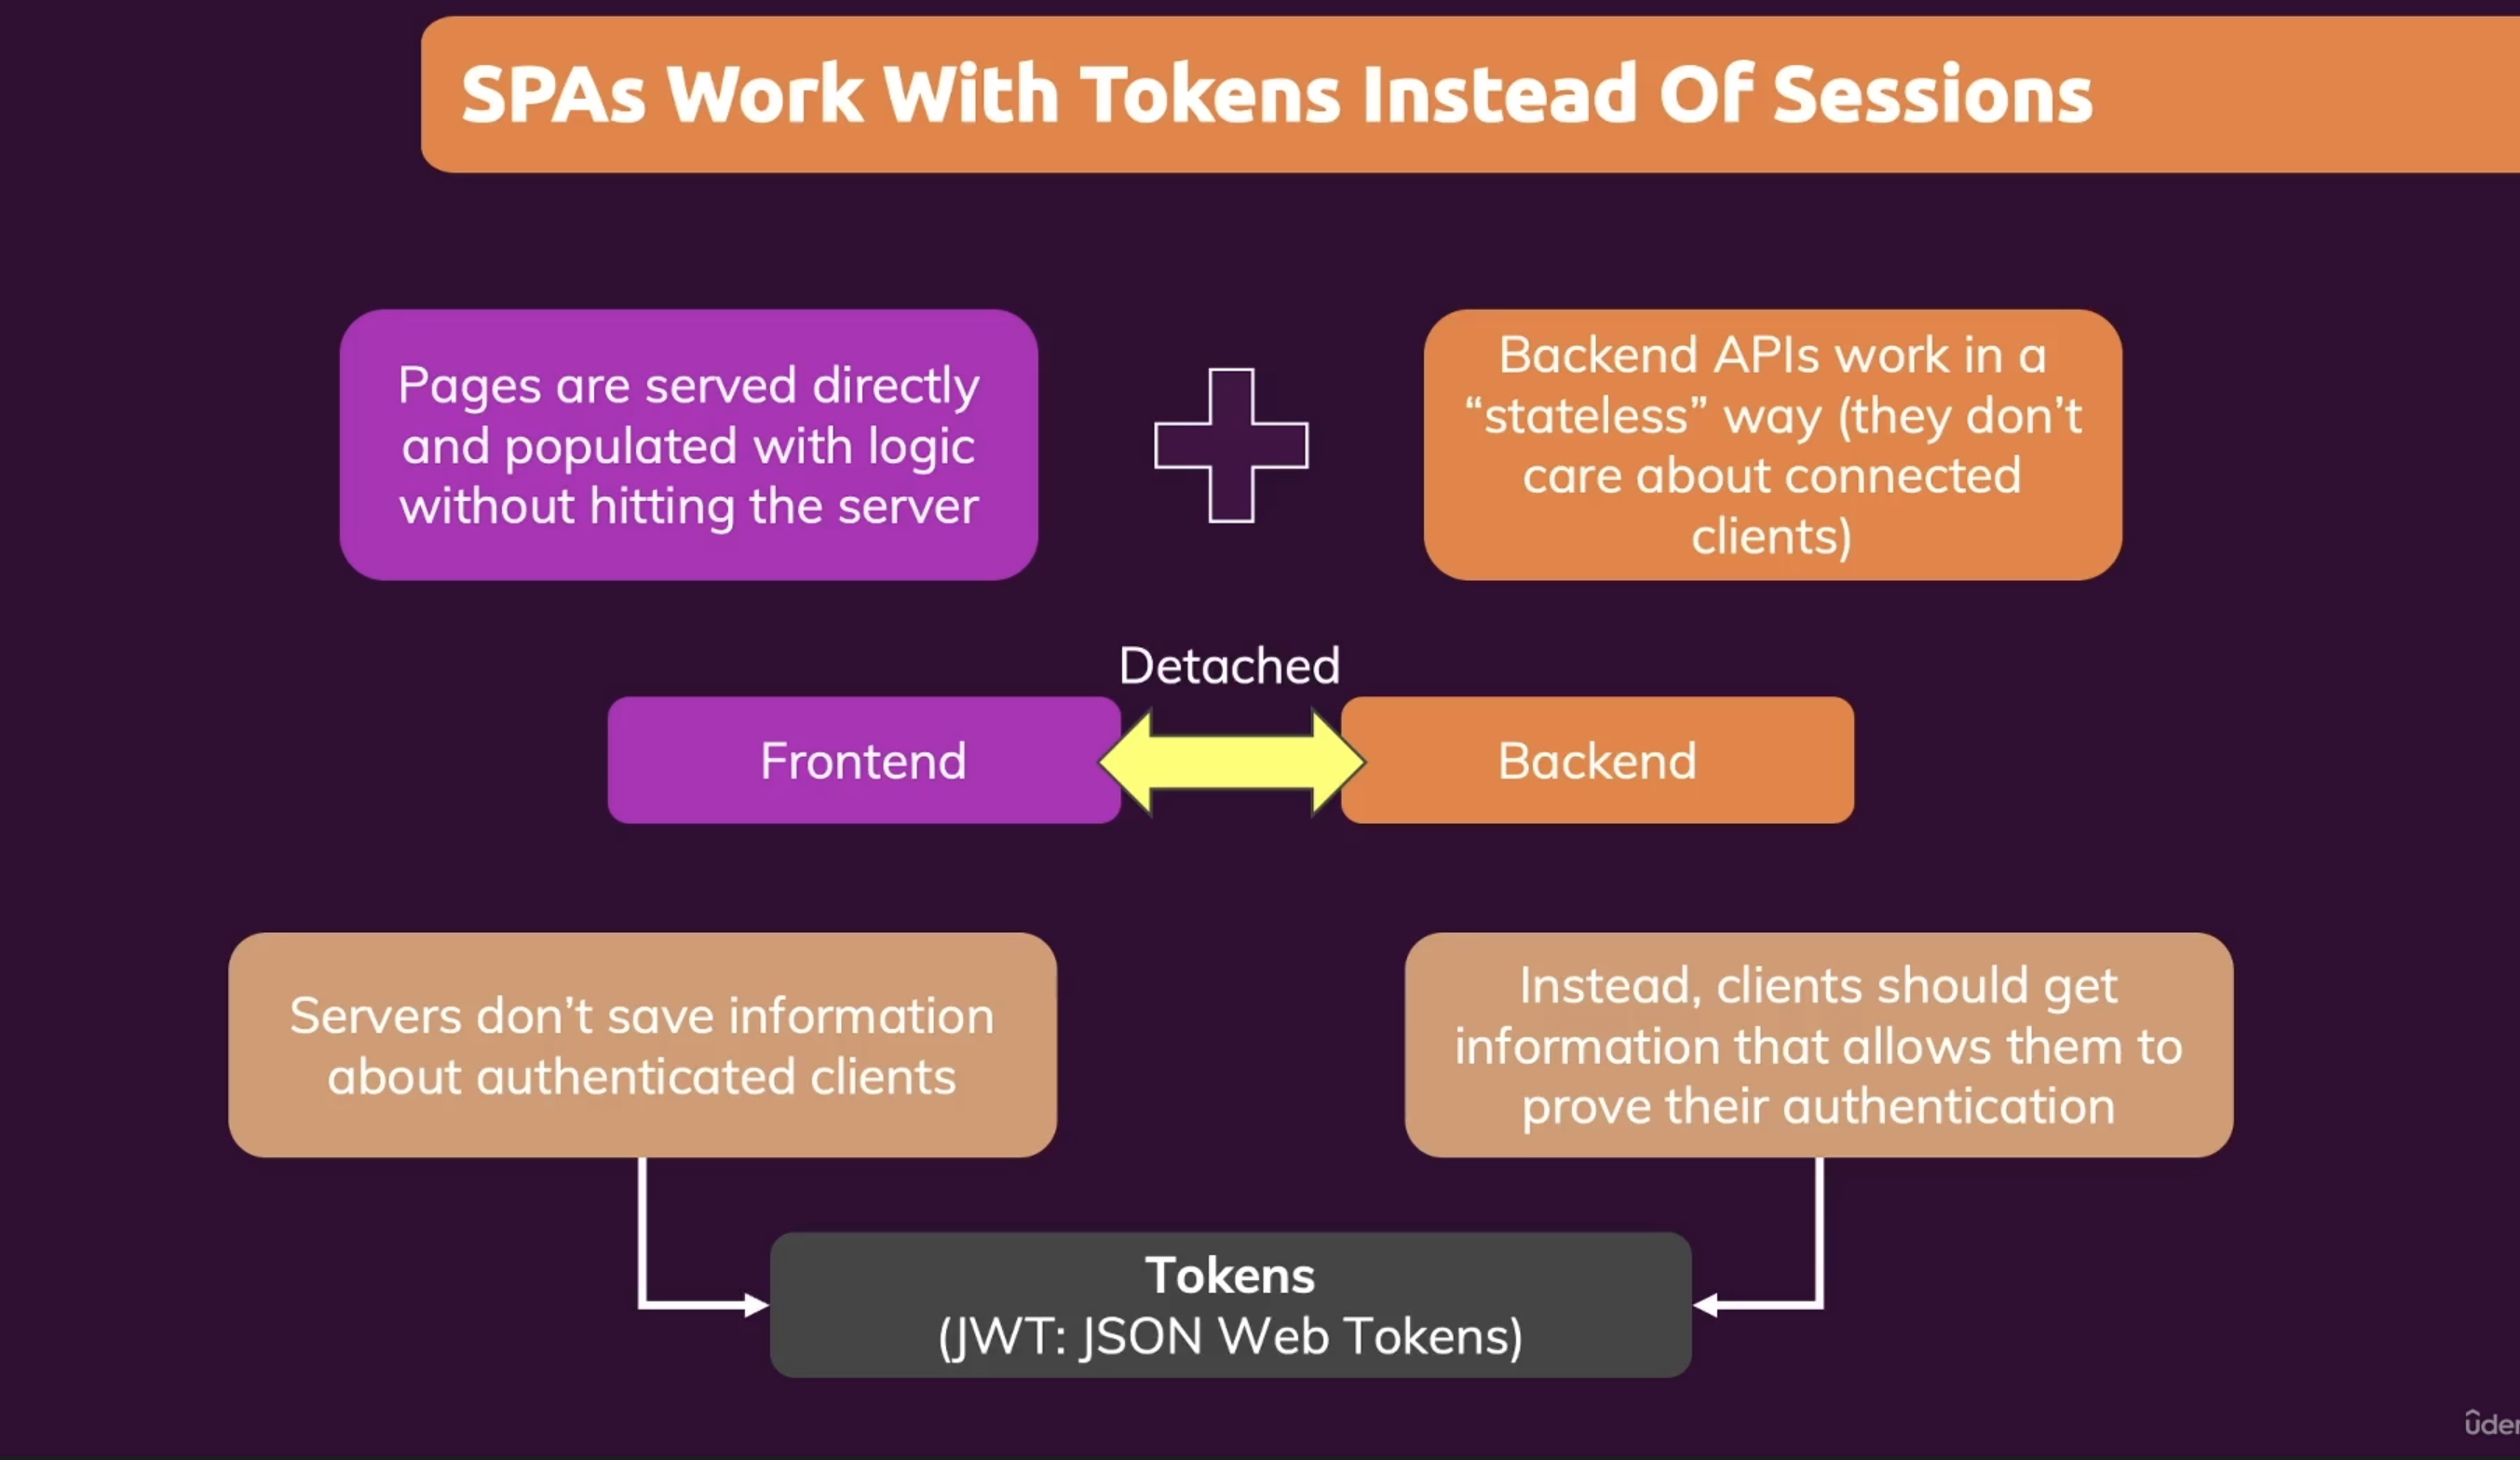 SPAs Work With Tokens Instead Of Sessions
Pages are served directly
and populated with logic
without hitting the server
Backend APIs work in a
“stateless” way (they don’t
care about connected
clients)
Detached
Frontend
Backend
Servers don’t save information
about authenticated clients
Instead, clients should get
information that allows them to
prove their authentication
Tokens
(JWT: JSON Web Tokens)